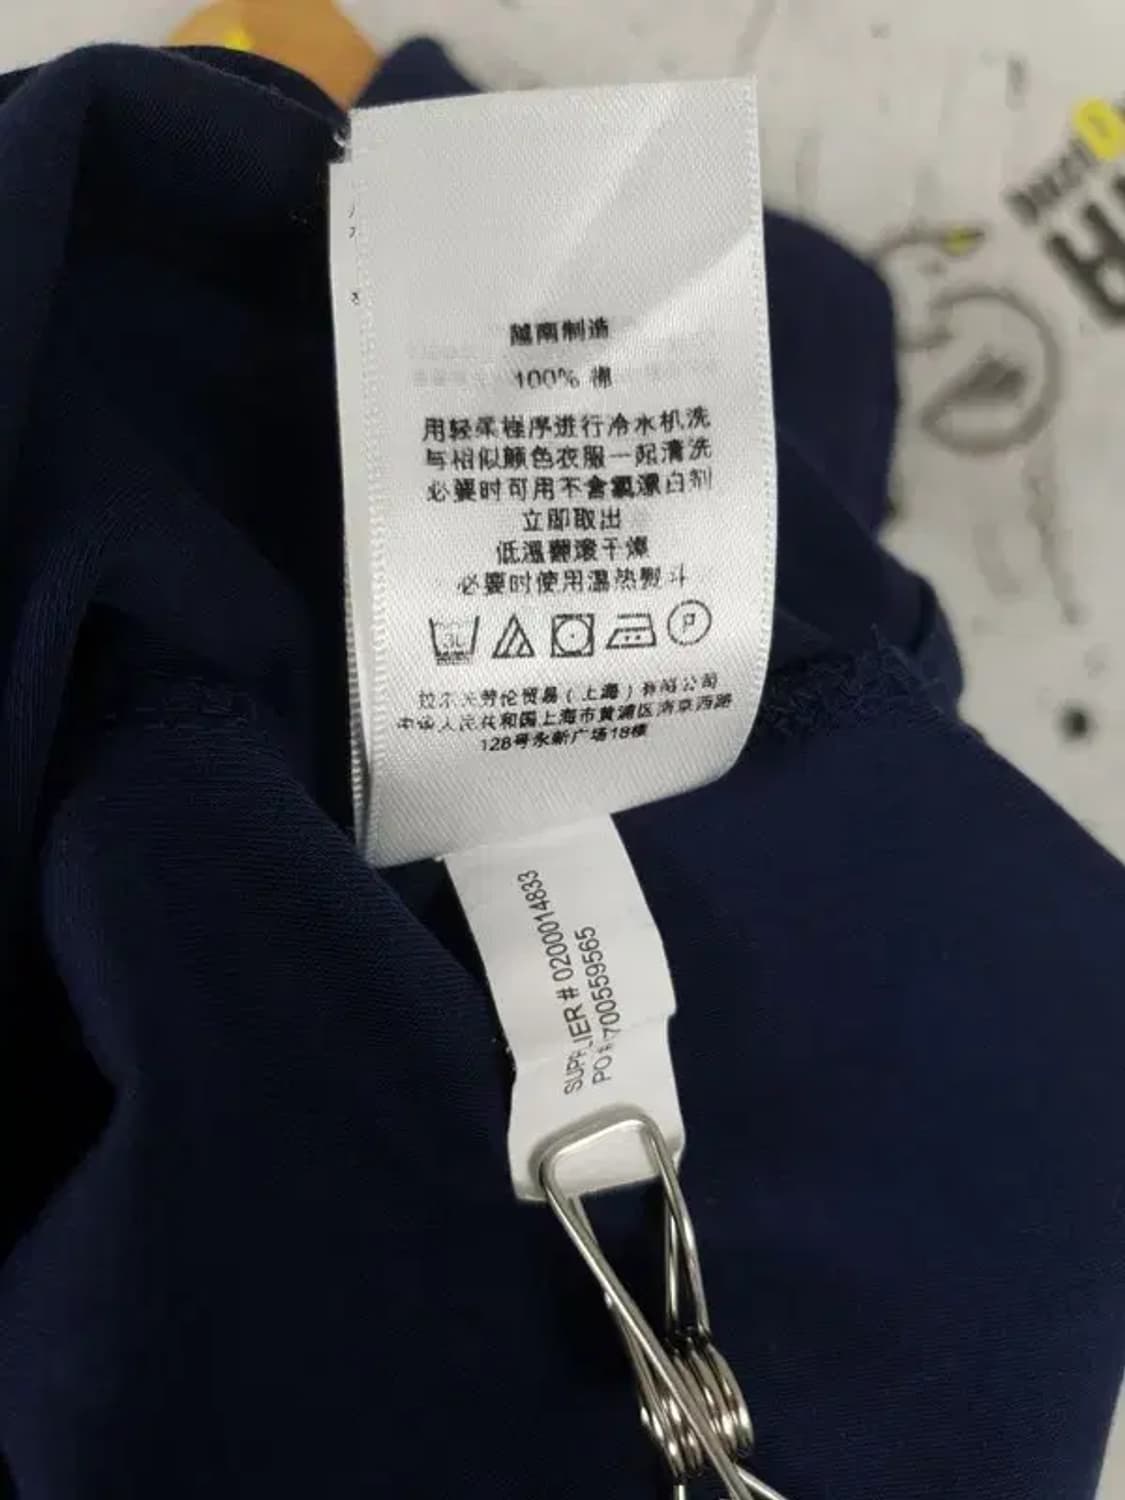 越南制造
100% 棉
用轻柔程序进行冷水机洗
与相似颜色衣服一起清洗
必要时可用不含氯漂白剂
立即取出
低温翻滚干燥
必要时使用温热熨斗
3L
P
拉尔夫劳伦贸易(上海)有限公司
中华人民共和国上海市黄浦区南京西路
128号永新广场18楼
SUPPLIER # 0200014833
PO # 700559565